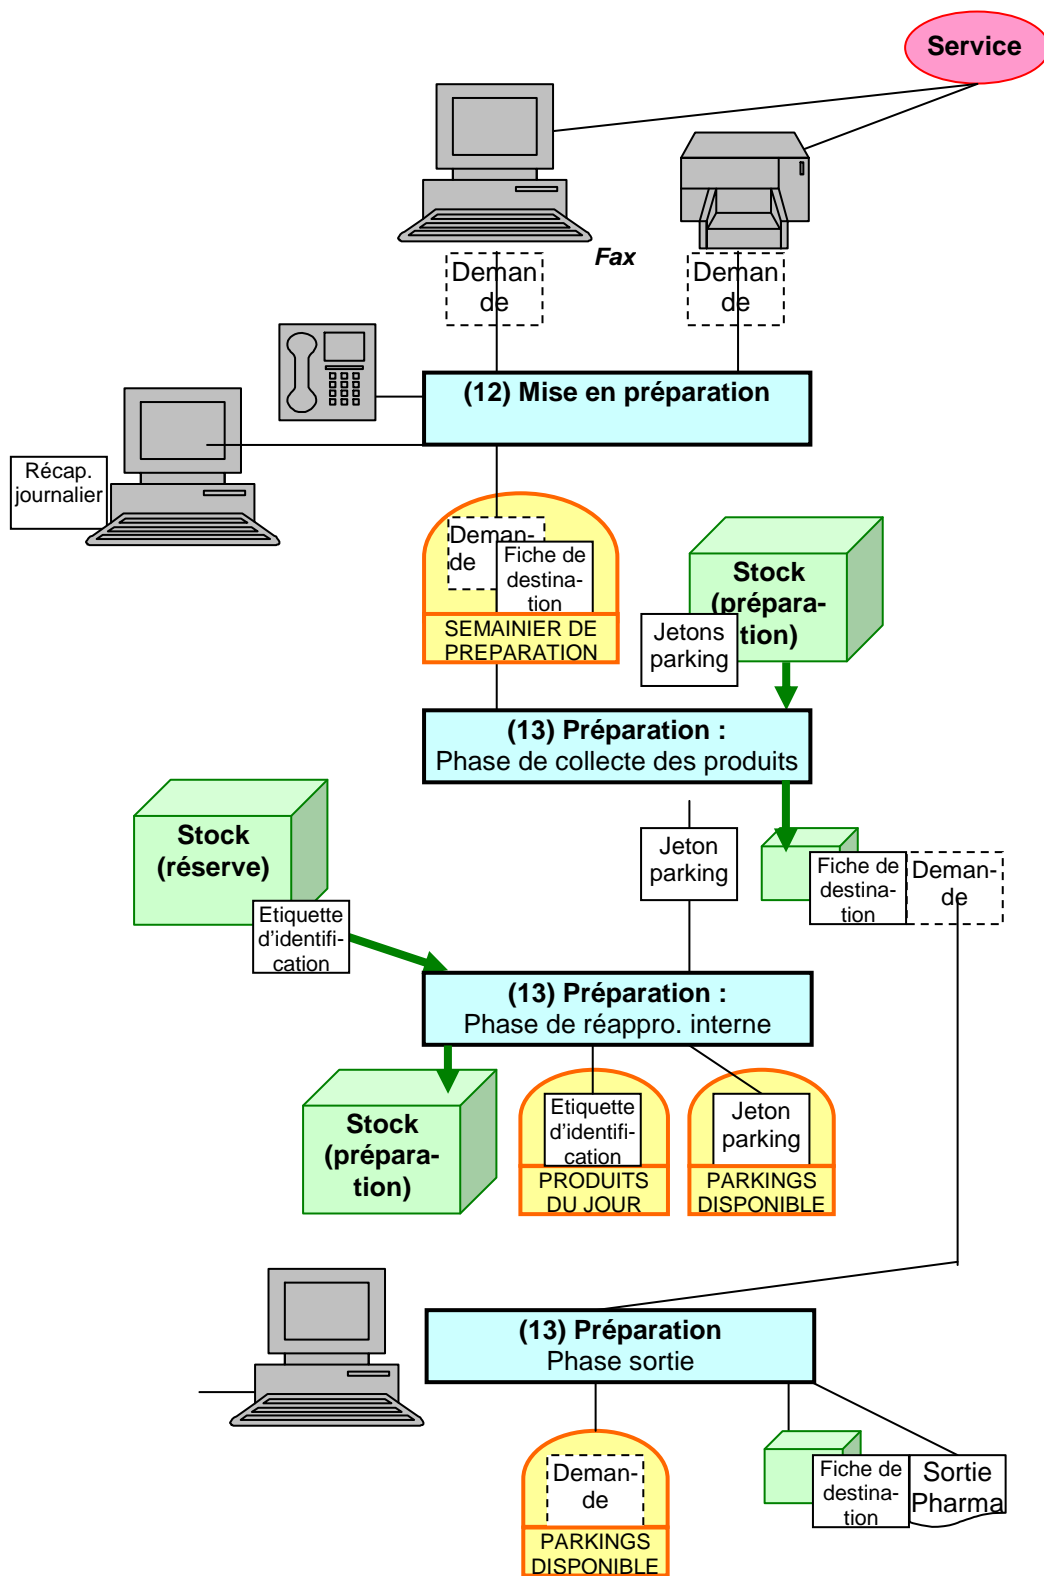 Service
Fax
Deman
de
Deman
de
(12) Mise en préparation
Récap.
journalier
Deman-
de
Fiche de
destina-
tion
SEMAINIER DE
PREPARATION
Stock
(prépara-
tion)
Jetons
parking
(13) Préparation :
Phase de collecte des produits
Stock
(réserve)
Etiquette
d'identifi-
cation
Jeton
parking
Fiche de
destina-
tion
Deman-
de
(13) Préparation :
Phase de réappro. interne
Stock
(prépara-
tion)
Etiquette
d'identifi-
cation
PRODUITS
DU JOUR
Jeton
parking
PARKINGS
DISPONIBLE
(13) Préparation
Phase sortie
Deman-
de
PARKINGS
DISPONIBLE
Fiche de
destina-
tion
Sortie
Pharma